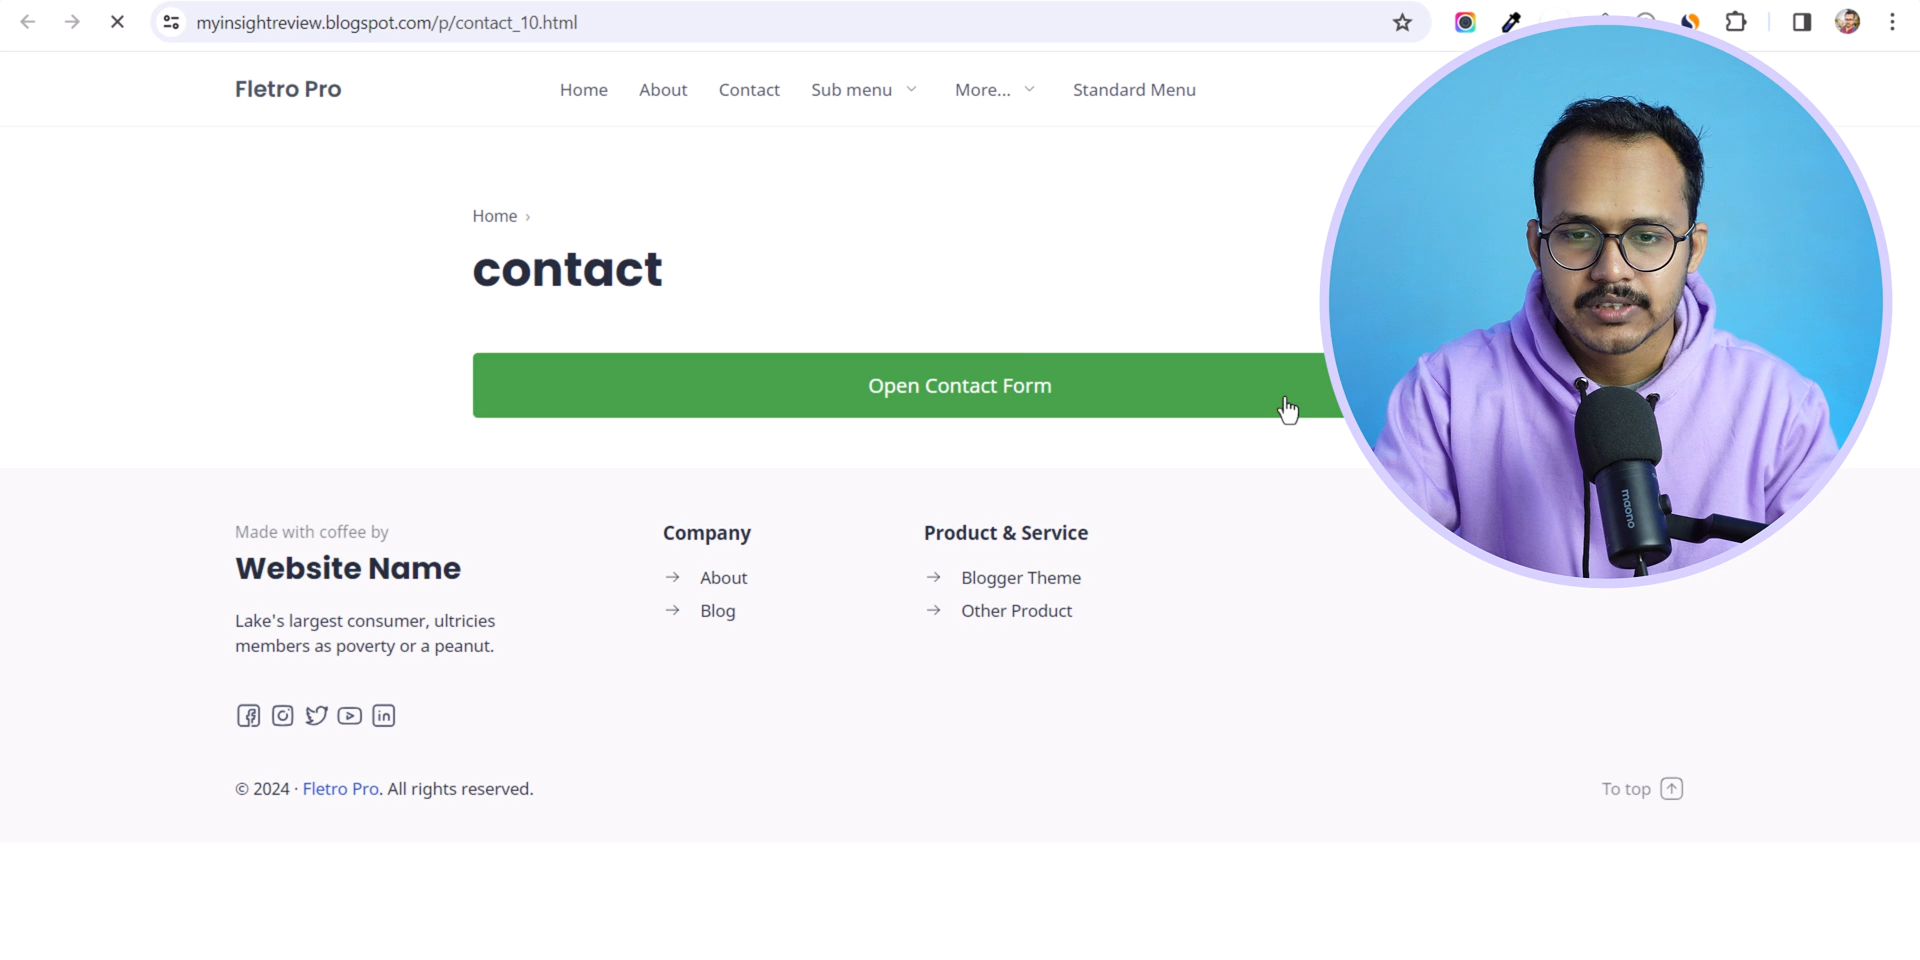 myinsightreview.blogspot.com/p/contact_10.html
Fletro Pro
Home
About
Contact
Sub menu
More...
Standard Menu
Home ›
contact
Open Contact Form
Made with coffee by
Website Name
Lake's largest consumer, ultricies
members as poverty or a peanut.
Company
About
Blog
Product & Service
Blogger Theme
Other Product
© 2024 · Fletro Pro. All rights reserved.
To top
maono